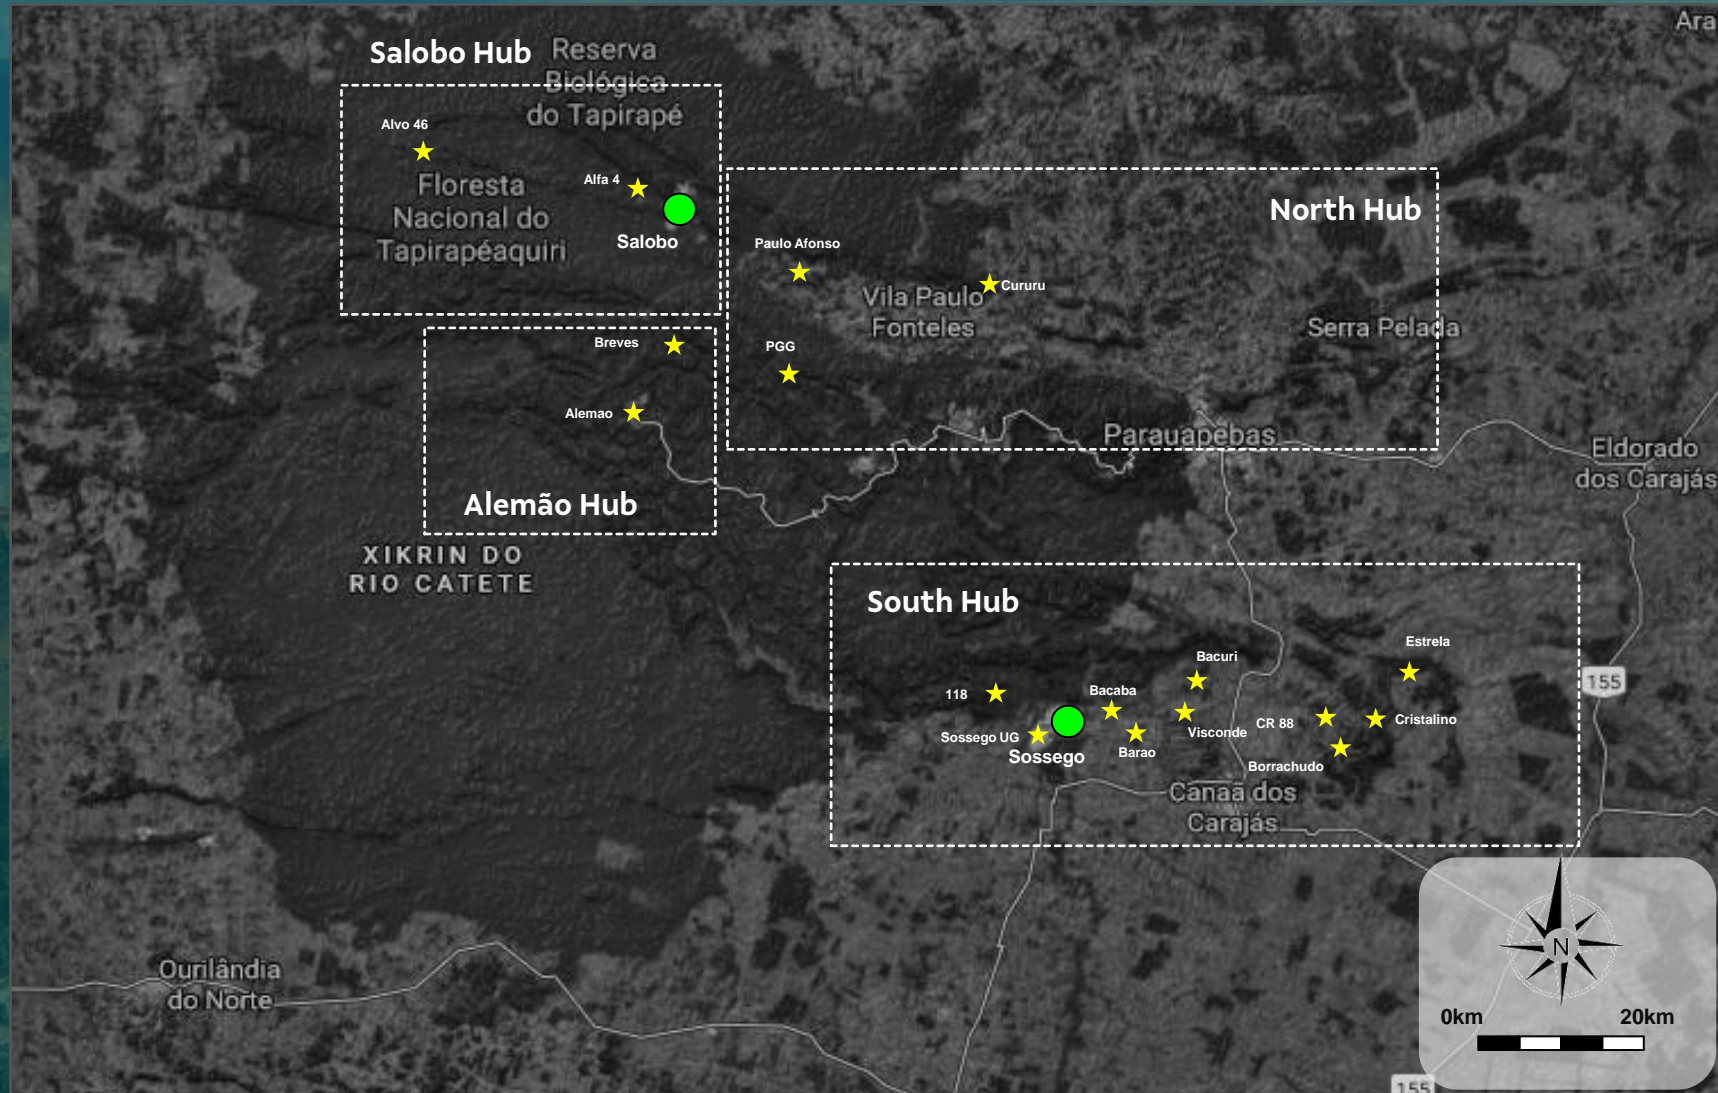 Ara
Salobo Hub
Reserva
Biológica
do Tapirapé
Alvo 46
Alfa 4
Floresta
Nacional do
Tapirapéaquiri
Salobo
North Hub
Paulo Afonso
Cururu
Vila Paulo
Fonteles
Serra Pelada
PGG
Breves
Alemao
Parauapebas
Eldorado
dos Carajás
Alemão Hub
XIKRIN DO
RIO CATETE
South Hub
Estrela
Bacuri
155
118
Bacaba
Sossego UG
Sossego
Barao
Visconde
CR 88
Cristalino
Borrachudo
Canaã dos
Carajás
Ourilândia
do Norte
N
0km 20km
155